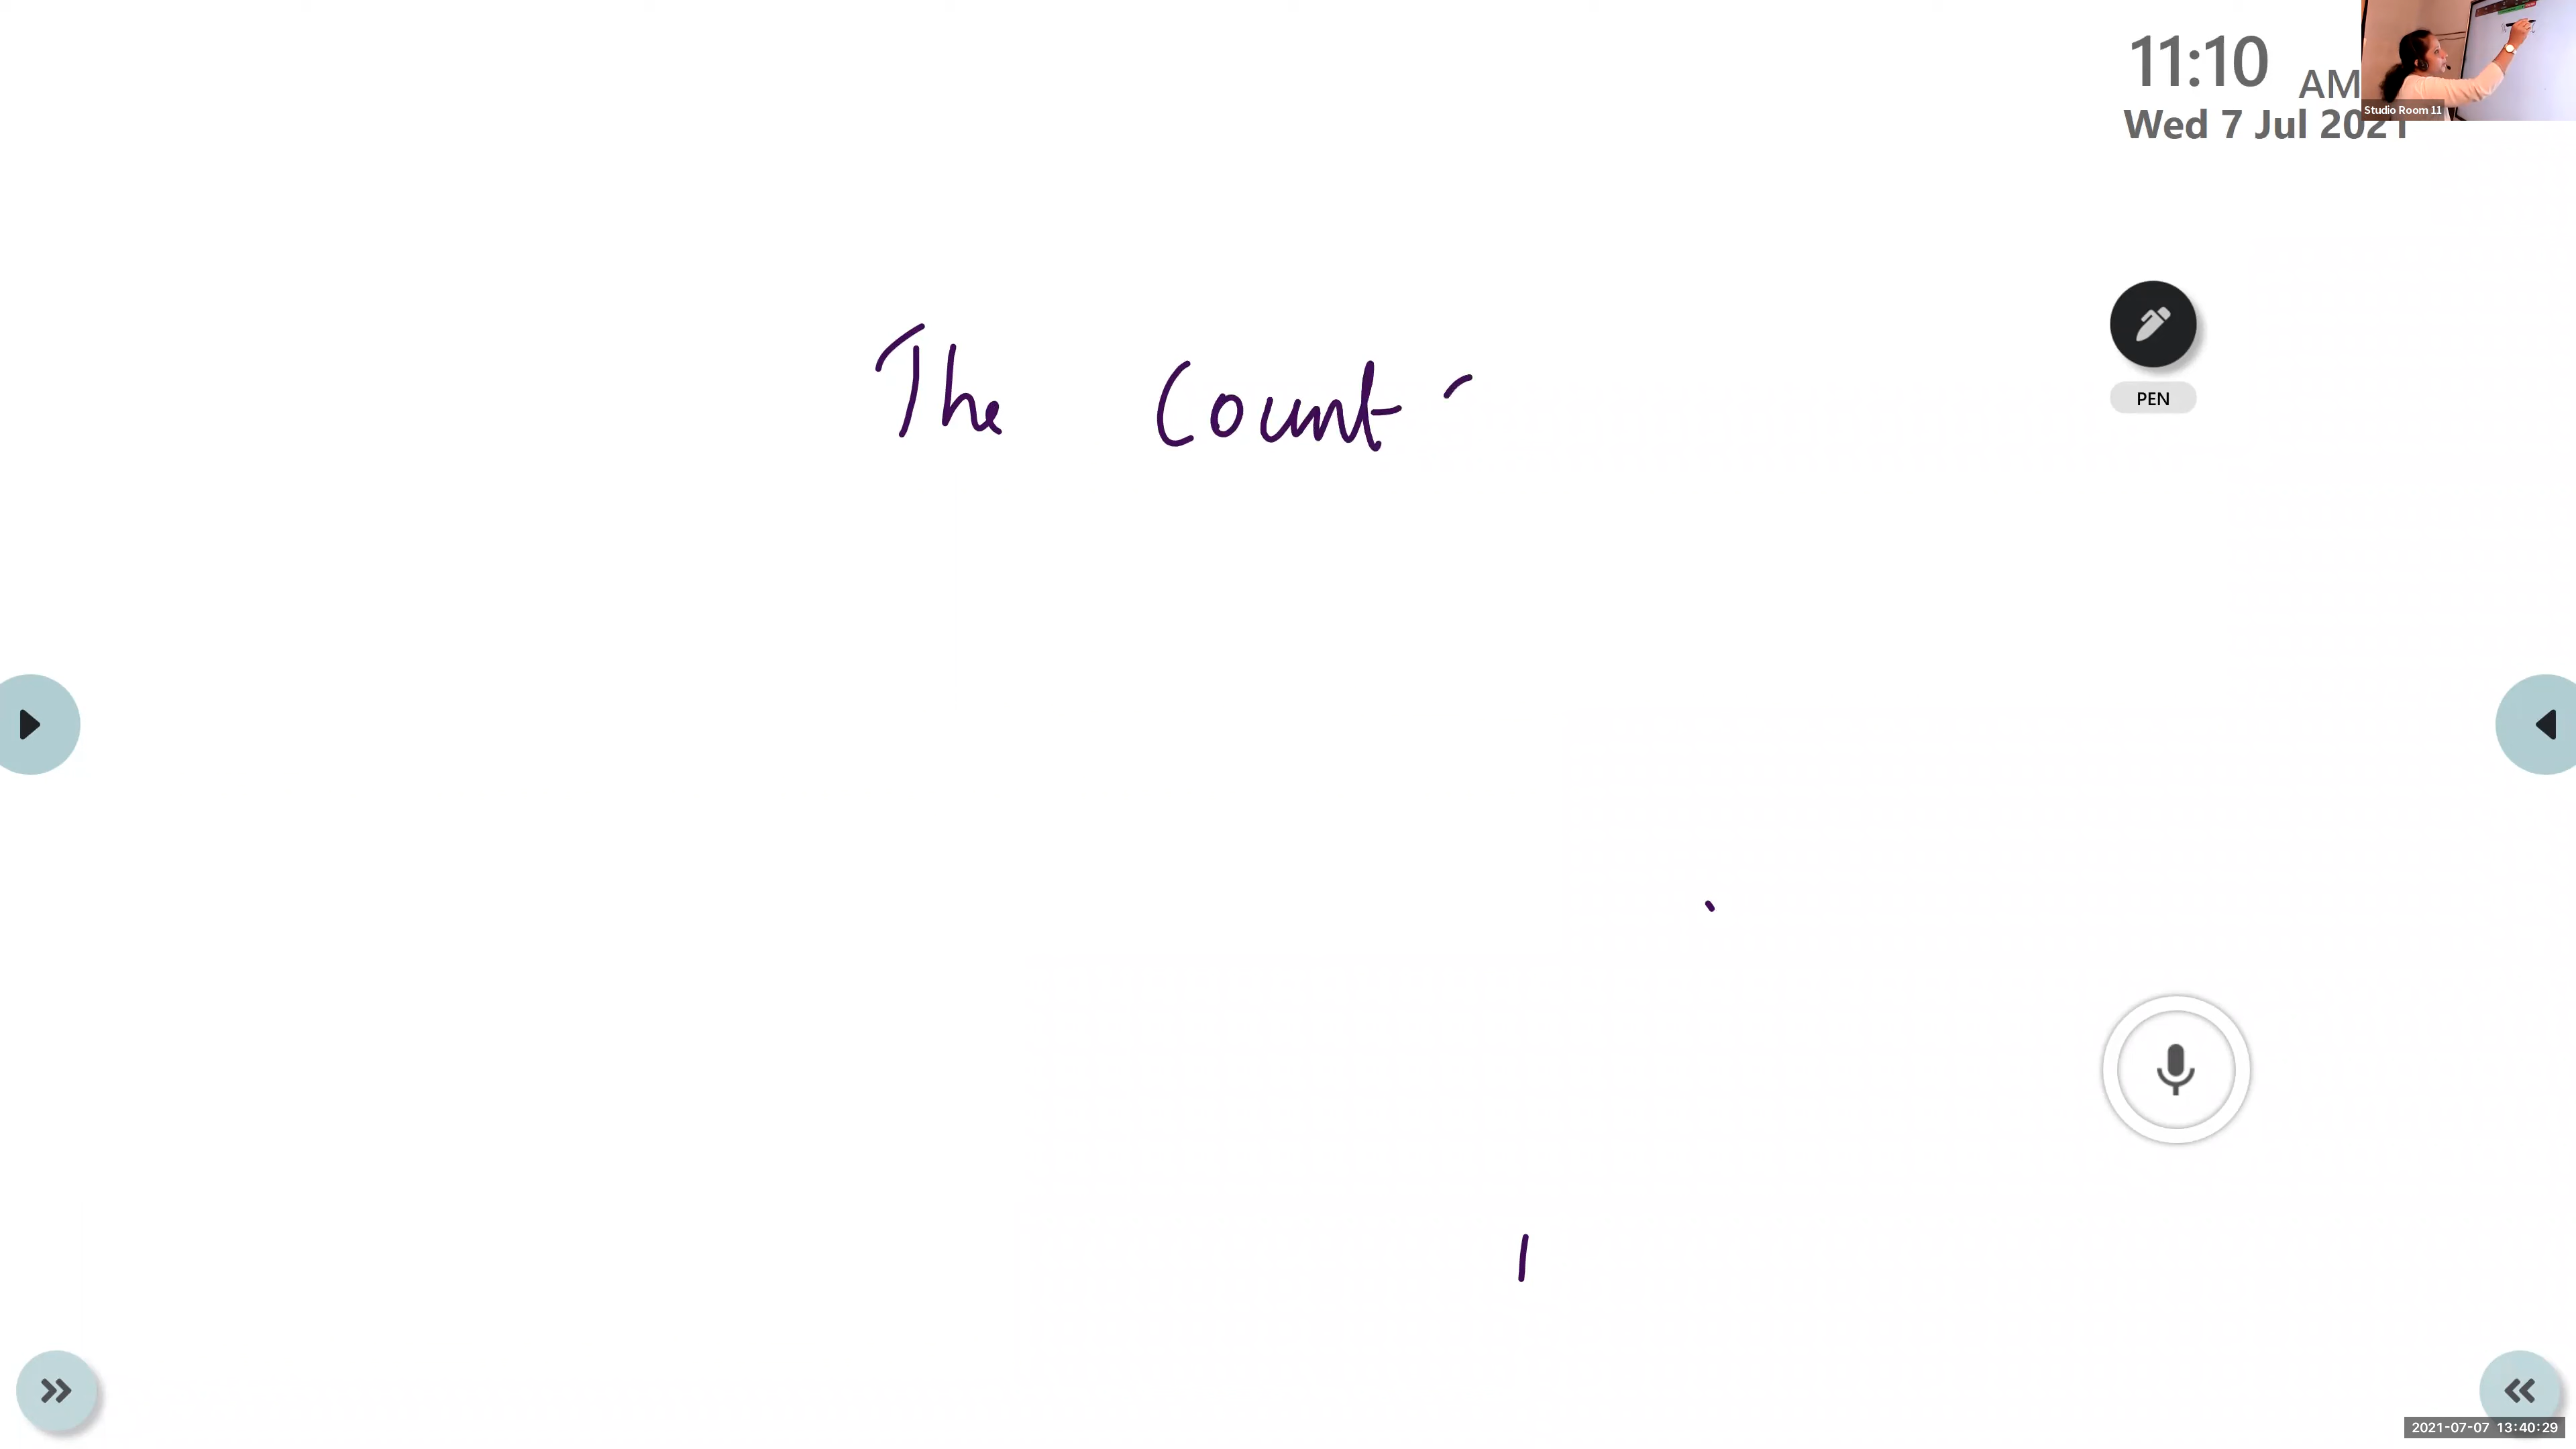 11:10 AM
Studio Room 11
Wed 7 Jul 2021
The Count
PEN
2021-07-07 13:40:29